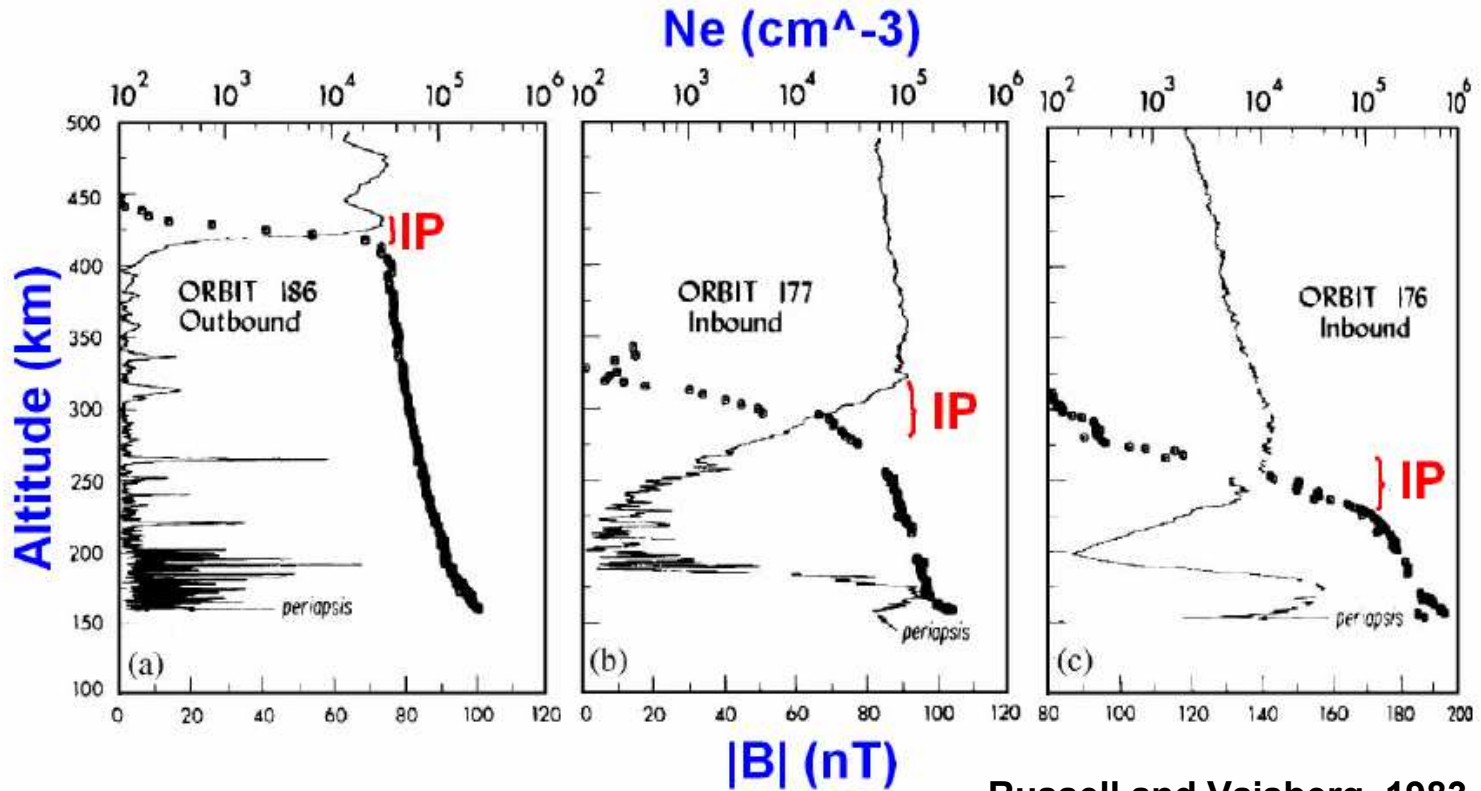 Ne (cm^-3)
10^2 10^3 10^4 10^5 10^6 10^2 10^3 10^4 10^5 10^6 10^2 10^3 10^4 10^5 10^6
500
450
400
350
300
250
200
150
100
Altitude (km)
IP
ORBIT 186
Outbound
periapsis
(a)
0 20 40 60 80 100 120
ORBIT 177
Inbound
IP
periapsis
(b)
0 20 40 60 80 100 120
ORBIT 176
Inbound
IP
periapsis
(c)
80 100 120 140 160 180 200
|B| (nT)
Russell and Vaisberg, 1983